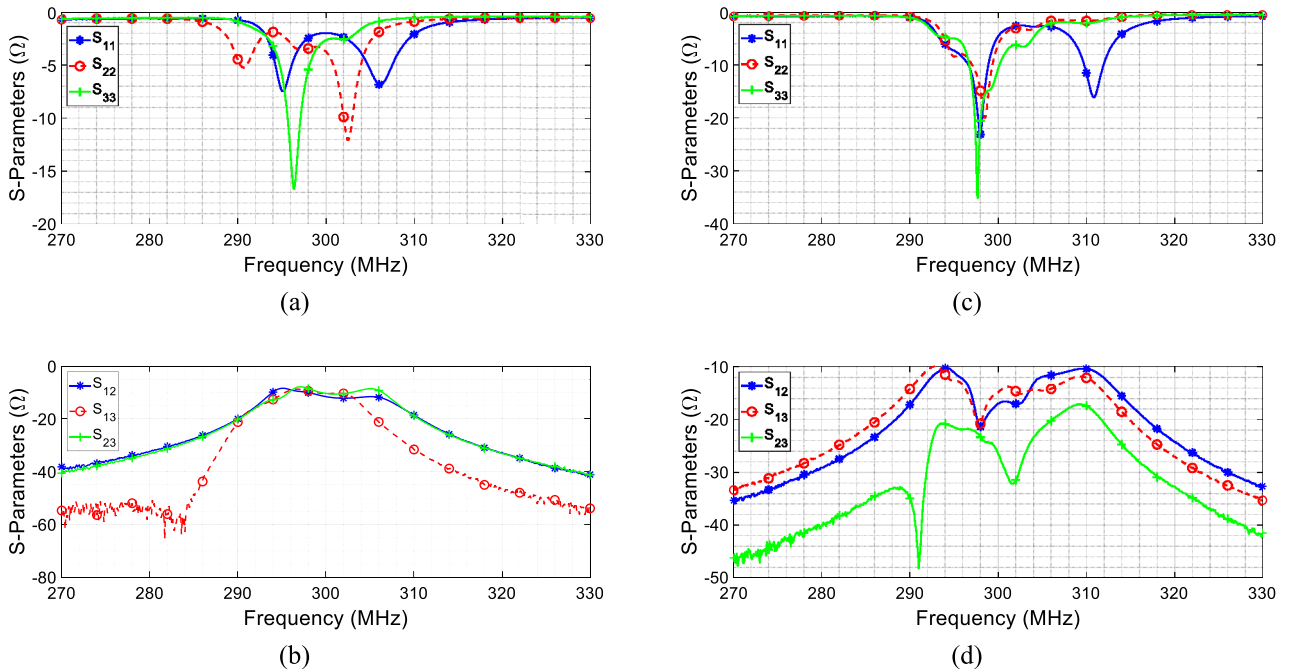 0
-5
-10
-15
-20
S-Parameters (Ω)
S11
S22
S33
270 280 290 300 310 320 330
Frequency (MHz)
(a)
0
-10
-20
-30
-40
S-Parameters (Ω)
S11
S22
S33
270 280 290 300 310 320 330
Frequency (MHz)
(c)
0
-20
-40
-60
-80
S-Parameters (Ω)
S12
S13
S23
270 280 290 300 310 320 330
Frequency (MHz)
(b)
-10
-20
-30
-40
-50
S-Parameters (Ω)
S12
S13
S23
270 280 290 300 310 320 330
Frequency (MHz)
(d)